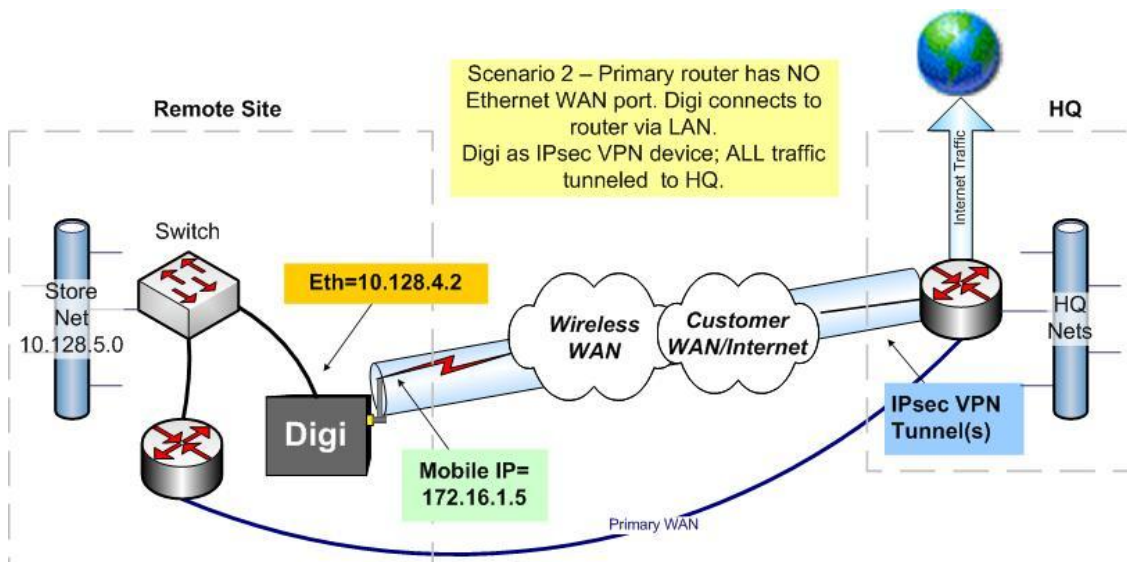 Scenario 2 – Primary router has NO
Ethernet WAN port. Digi connects to
router via LAN.
Digi as IPsec VPN device; ALL traffic
tunneled to HQ.
Remote Site
HQ
Internet Traffic
Switch
Store
Net
10.128.5.0
Eth=10.128.4.2
Wireless
WAN
Customer
WAN/Internet
HQ
Nets
Digi
IPsec VPN
Tunnel(s)
Mobile IP=
172.16.1.5
Primary WAN